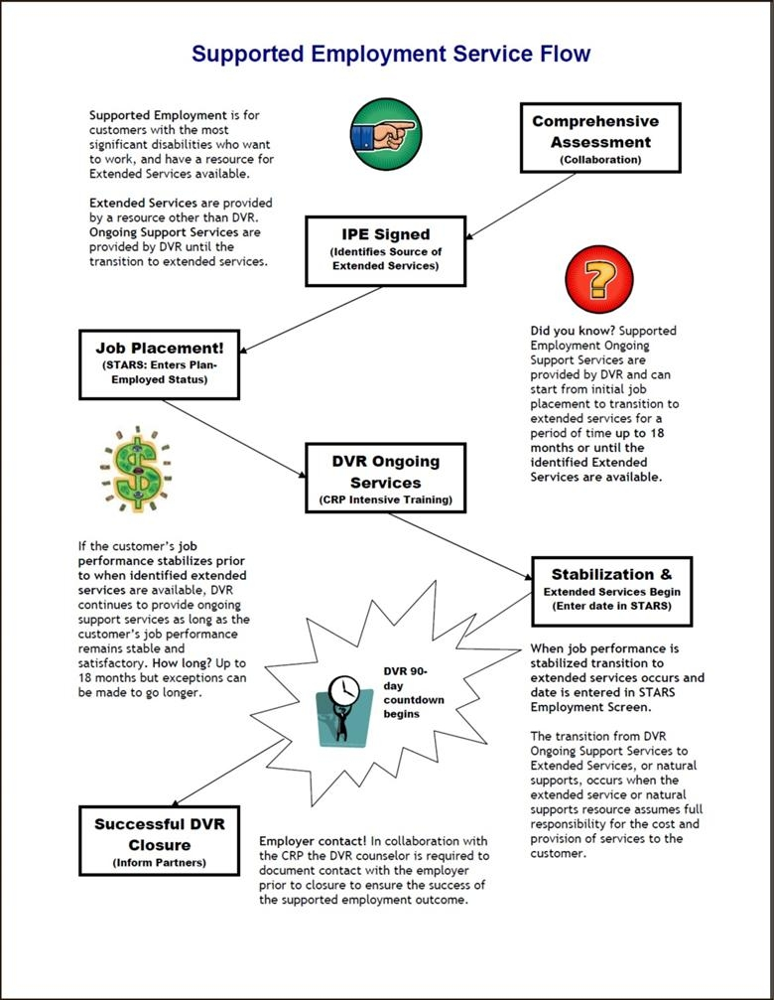 Supported Employment Service Flow
Supported Employment is for
customers with the most
significant disabilities who want
to work, and have a resource for
Extended Services available.
Extended Services are provided
by a resource other than DVR.
Ongoing Support Services are
provided by DVR until the
transition to extended services.
Comprehensive
Assessment
(Collaboration)
IPE Signed
(Identifies Source of
Extended Services)
?
Did you know? Supported
Employment Ongoing
Support Services are
provided by DVR and can
start from initial job
placement to transition to
extended services for a
period of time up to 18
months or until the
identified Extended
Services are available.
Job Placement!
(STARS: Enters Plan-
Employed Status)
$
DVR Ongoing
Services
(CRP Intensive Training)
If the customer's job
performance stabilizes prior
to when identified extended
services are available, DVR
continues to provide ongoing
support services as long as the
customer's job performance
remains stable and
satisfactory. How long? Up to
18 months but exceptions can
be made to go longer.
Stabilization &
Extended Services Begin
(Enter date in STARS)
When job performance is
stabilized transition to
extended services occurs and
date is entered in STARS
Employment Screen.
The transition from DVR
Ongoing Support Services to
Extended Services, or natural
supports, occurs when the
extended service or natural
supports resource assumes full
responsibility for the cost and
provision of services to the
customer.
DVR 90-
day
countdown
begins
Successful DVR
Closure
(Inform Partners)
Employer contact! In collaboration with
the CRP the DVR counselor is required to
document contact with the employer
prior to closure to ensure the success of
the supported employment outcome.